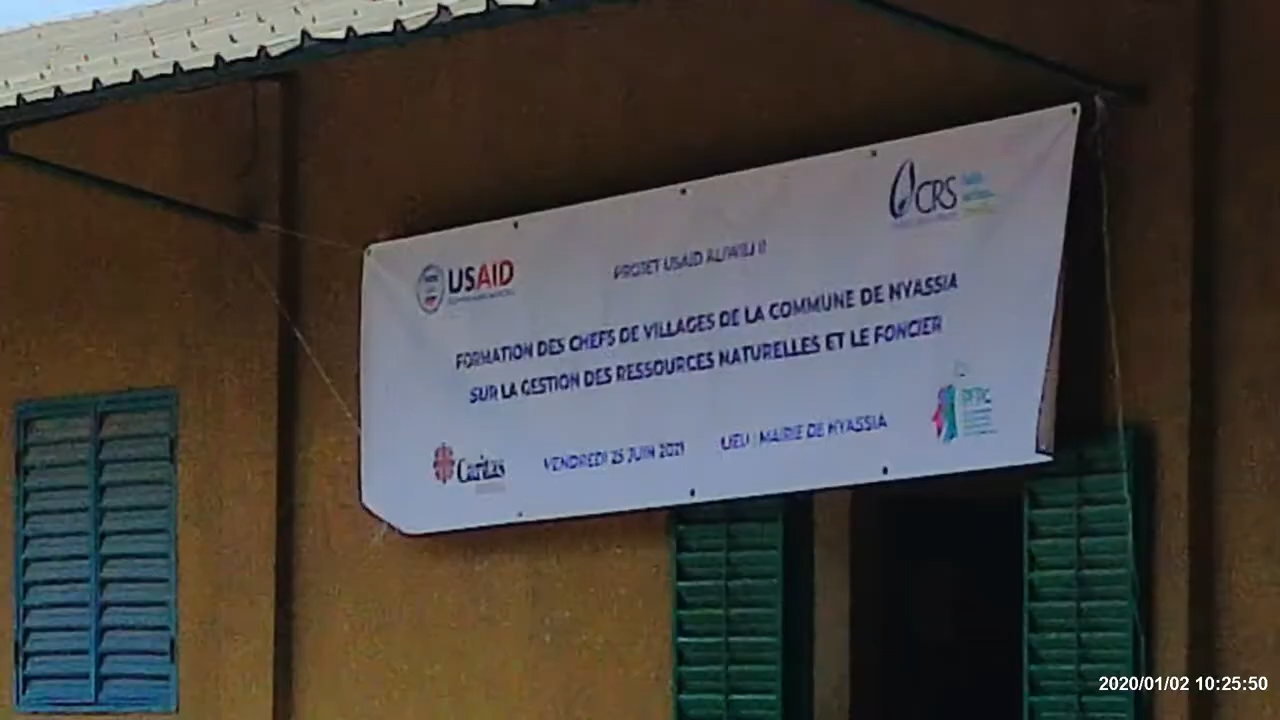 USAID
CRS
PROJET USAID ALIWILI II
FORMATION DES CHEFS DE VILLAGES DE LA COMMUNE DE NYASSIA
SUR LA GESTION DES RESSOURCES NATURELLES ET LE FONCIER
Caritas
VENDREDI 25 JUIN 2021
LIEU : MAIRIE DE NYASSIA
2020/01/02 10:25:50